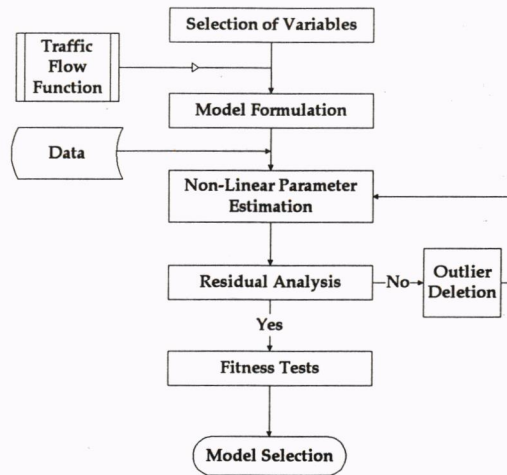 Selection of Variables
Traffic
Flow
Function
Model Formulation
Data
Non-Linear Parameter
Estimation
Residual Analysis
No
Outlier
Deletion
Yes
Fitness Tests
Model Selection